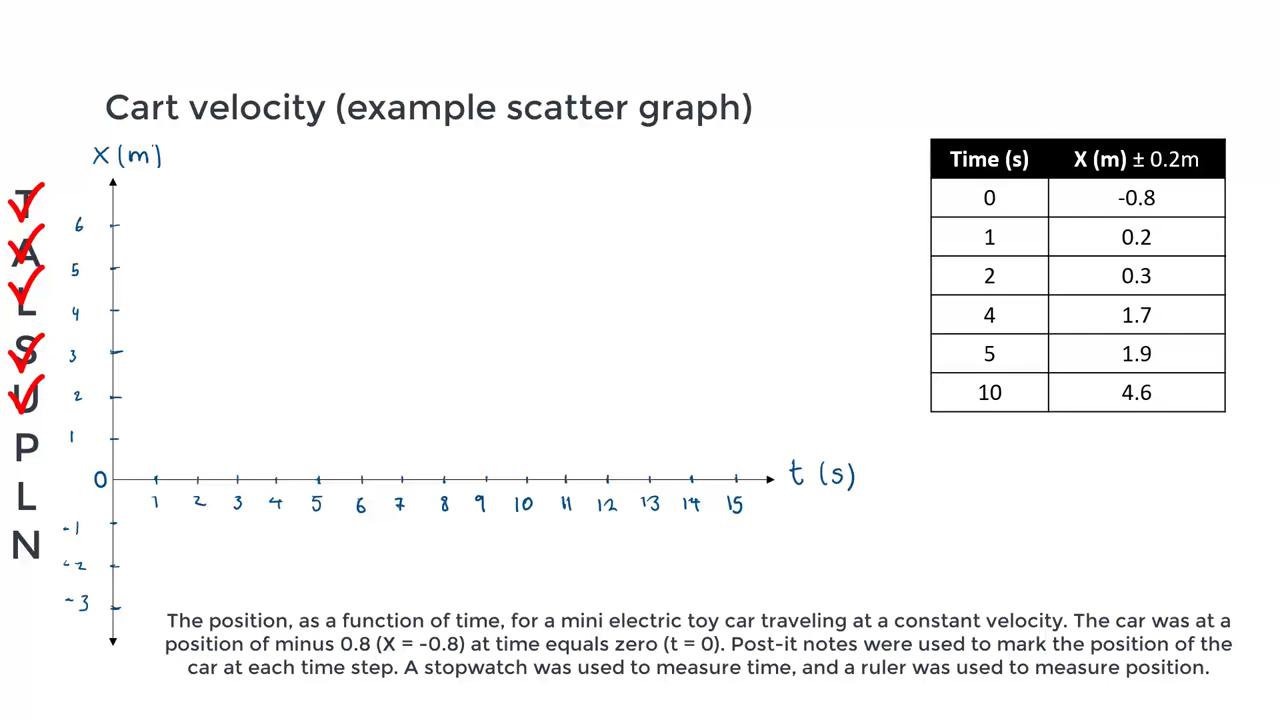 Cart velocity (example scatter graph)
X (m)
T
A
L
S
U
P
L
N
6
5
4
3
2
1
0
-1
-2
-3
1 2 3 4 5 6 7 8 9 10 11 12 13 14 15
t (s)
Time (s) X (m) ± 0.2m
0 -0.8
1 0.2
2 0.3
4 1.7
5 1.9
10 4.6
The position, as a function of time, for a mini electric toy car traveling at a constant velocity. The car was at a
position of minus 0.8 (X = -0.8) at time equals zero (t = 0). Post-it notes were used to mark the position of the
car at each time step. A stopwatch was used to measure time, and a ruler was used to measure position.